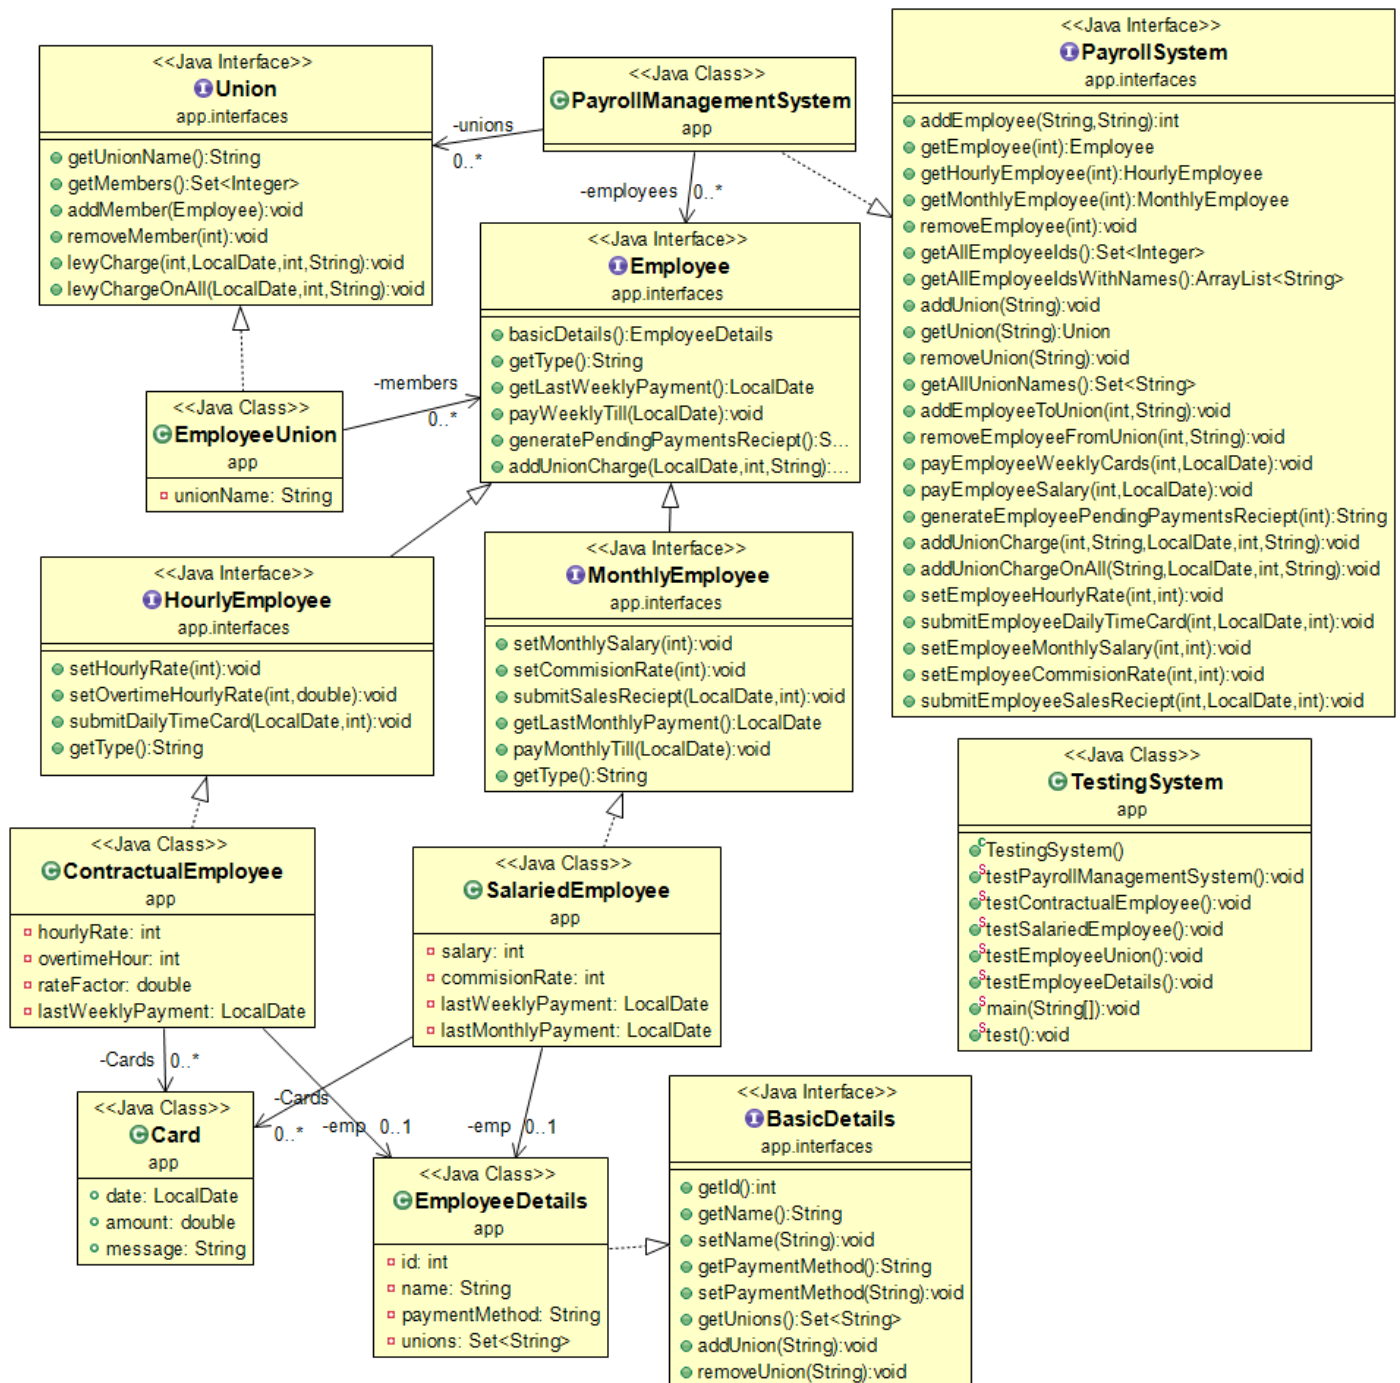 <<Java Interface>>
Union
app.interfaces
getUnionName():String
getMembers():Set<Integer>
addMember(Employee):void
removeMember(int):void
levyCharge(int,LocalDate,int,String):void
levyChargeOnAll(LocalDate,int,String):void
-unions
0..*
<<Java Class>>
PayrollManagementSystem
app
-employees
0..*
<<Java Interface>>
PayrollSystem
app.interfaces
addEmployee(String,String):int
getEmployee(int):Employee
getHourlyEmployee(int):HourlyEmployee
getMonthlyEmployee(int):MonthlyEmployee
removeEmployee(int):void
getAllEmployeeIds():Set<Integer>
getAllEmployeeIdsWithNames():ArrayList<String>
addUnion(String):void
getUnion(String):Union
removeUnion(String):void
getAllUnionNames():Set<String>
addEmployeeToUnion(int,String):void
removeEmployeeFromUnion(int,String):void
payEmployeeWeeklyCards(int,LocalDate):void
payEmployeeSalary(int,LocalDate):void
generateEmployeePendingPaymentsReciept(int):String
addUnionCharge(int,String,LocalDate,int,String):void
addUnionChargeOnAll(String,LocalDate,int,String):void
setEmployeeHourlyRate(int,int):void
submitEmployeeDailyTimeCard(int,LocalDate,int):void
setEmployeeMonthlySalary(int,int):void
setEmployeeCommisionRate(int,int):void
submitEmployeeSalesReciept(int,LocalDate,int):void
<<Java Interface>>
Employee
app.interfaces
basicDetails():EmployeeDetails
getType():String
getLastWeeklyPayment():LocalDate
payWeeklyTill(LocalDate):void
generatePendingPaymentsReciept():S...
addUnionCharge(LocalDate,int,String):...
-members
0..*
<<Java Class>>
EmployeeUnion
app
unionName: String
<<Java Interface>>
HourlyEmployee
app.interfaces
setHourlyRate(int):void
setOvertimeHourlyRate(int,double):void
submitDailyTimeCard(LocalDate,int):void
getType():String
<<Java Interface>>
MonthlyEmployee
app.interfaces
setMonthlySalary(int):void
setCommisionRate(int):void
submitSalesReciept(LocalDate,int):void
getLastMonthlyPayment():LocalDate
payMonthlyTill(LocalDate):void
getType():String
<<Java Class>>
TestingSystem
app
TestingSystem()
testPayrollManagementSystem():void
testContractualEmployee():void
testSalariedEmployee():void
testEmployeeUnion():void
testEmployeeDetails():void
main(String[]):void
test():void
<<Java Class>>
ContractualEmployee
app
hourlyRate: int
overtimeHour: int
rateFactor: double
lastWeeklyPayment: LocalDate
<<Java Class>>
SalariedEmployee
app
salary: int
commisionRate: int
lastWeeklyPayment: LocalDate
lastMonthlyPayment: LocalDate
-Cards
0..*
-Cards
0..*
-emp
0..1
-emp
0..1
<<Java Class>>
Card
app
date: LocalDate
amount: double
message: String
<<Java Class>>
EmployeeDetails
app
id: int
name: String
paymentMethod: String
unions: Set<String>
<<Java Interface>>
BasicDetails
app.interfaces
getId():int
getName():String
setName(String):void
getPaymentMethod():String
setPaymentMethod(String):void
getUnions():Set<String>
addUnion(String):void
removeUnion(String):void